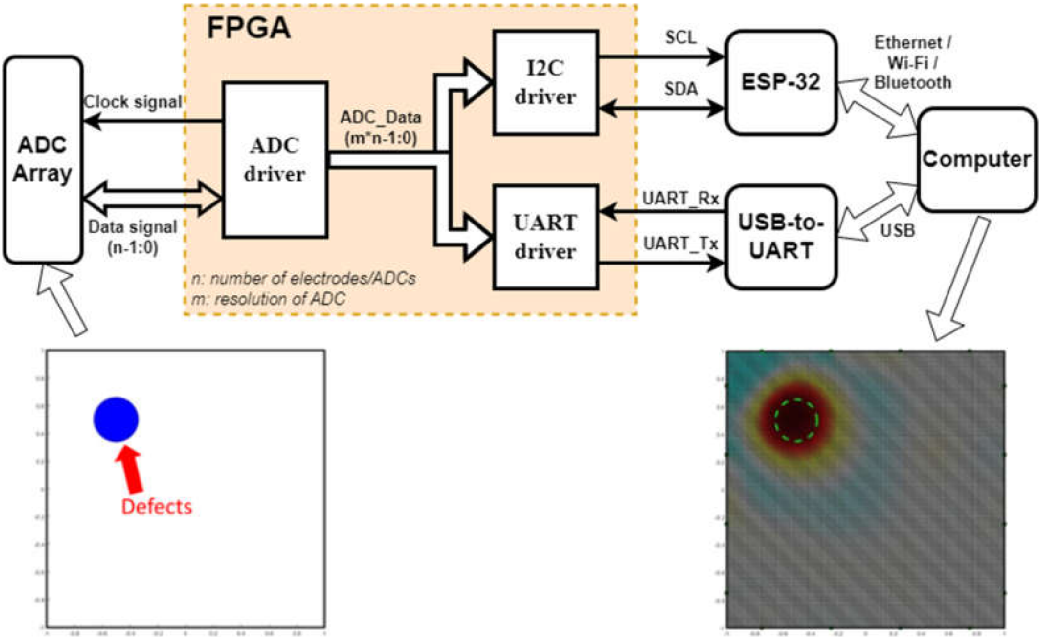 FPGA
ADC
Array
Clock signal
Data signal
(n-1:0)
ADC
driver
ADC_Data
(m*n-1:0)
I2C
driver
UART
driver
n: number of electrodes/ADCs
m: resolution of ADC
SCL
SDA
ESP-32
UART_Rx
UART_Tx
USB-to-
UART
Ethernet /
Wi-Fi /
Bluetooth
Computer
USB
Defects